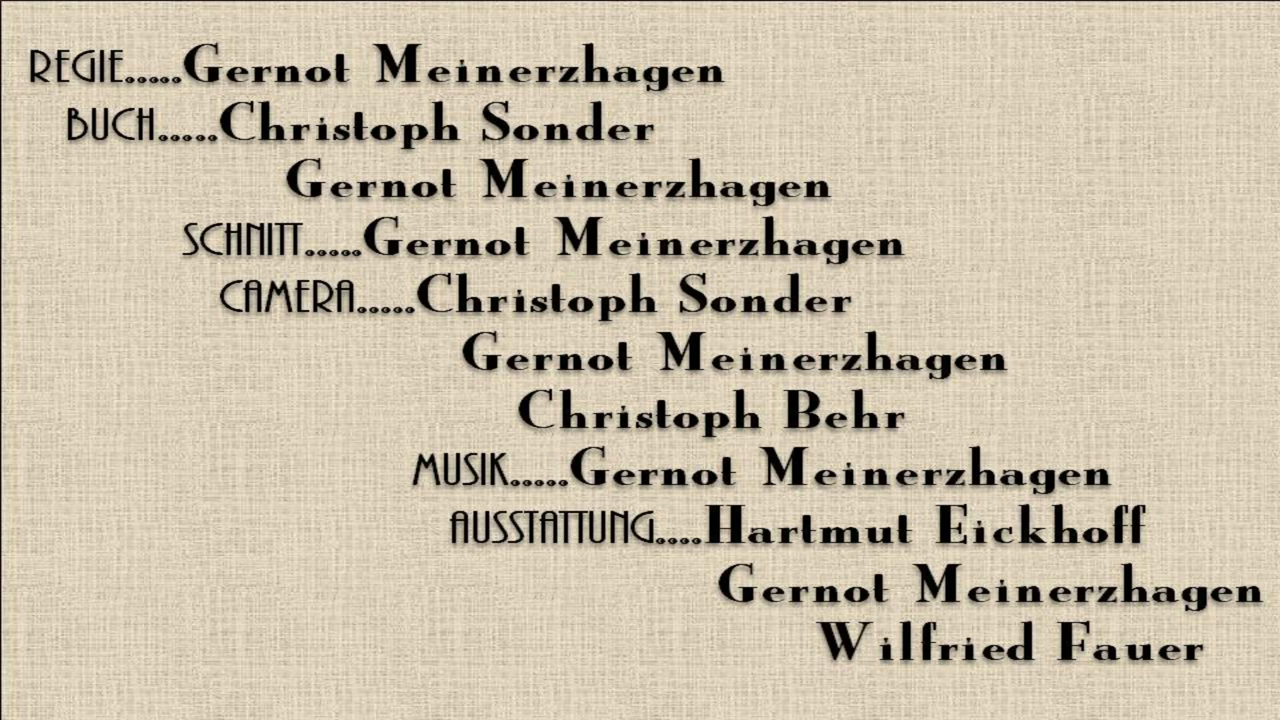 REGIE.....Gernot Meinerzhagen
BUCH.....Christoph Sonder
Gernot Meinerzhagen
SCHNITT.....Gernot Meinerzhagen
CAMERA.....Christoph Sonder
Gernot Meinerzhagen
Christoph Behr
MUSIK.....Gernot Meinerzhagen
AUSSTATTUNG....Hartmut Eickhoff
Gernot Meinerzhagen
Wilfried Fauer